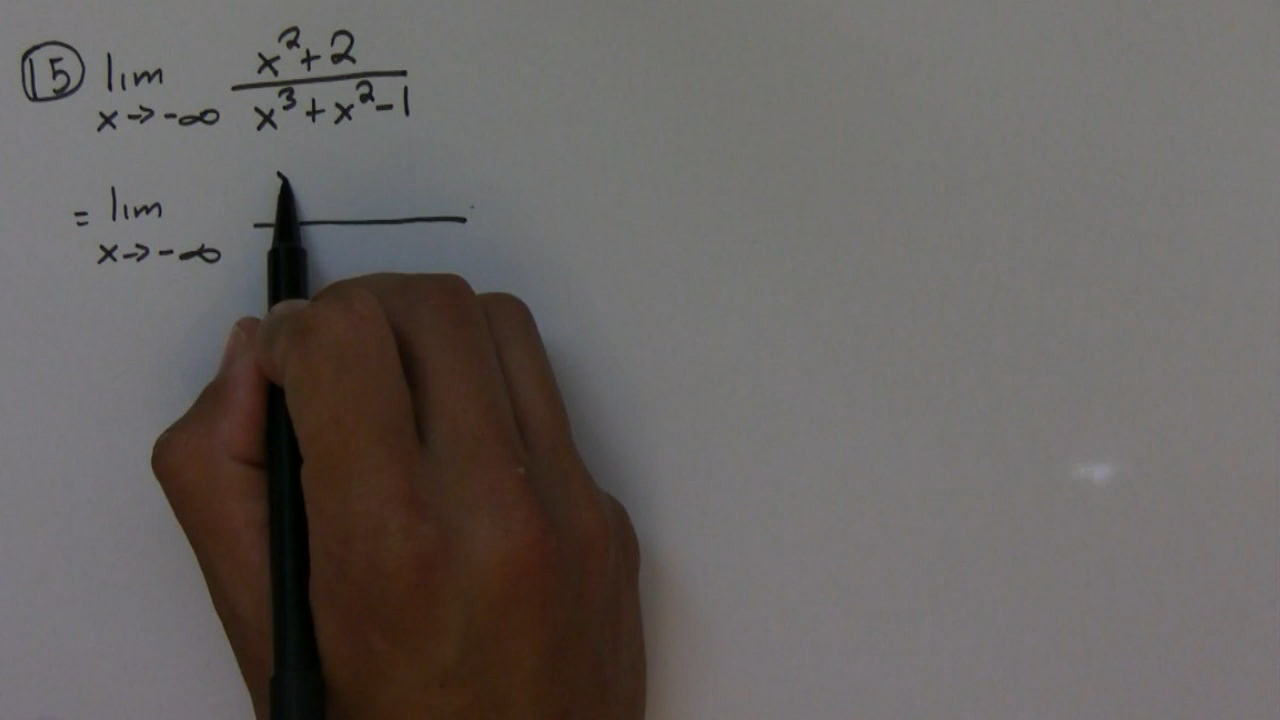 15 lim x²+2
x→-∞ x³+x²-1
= lim
x→-∞